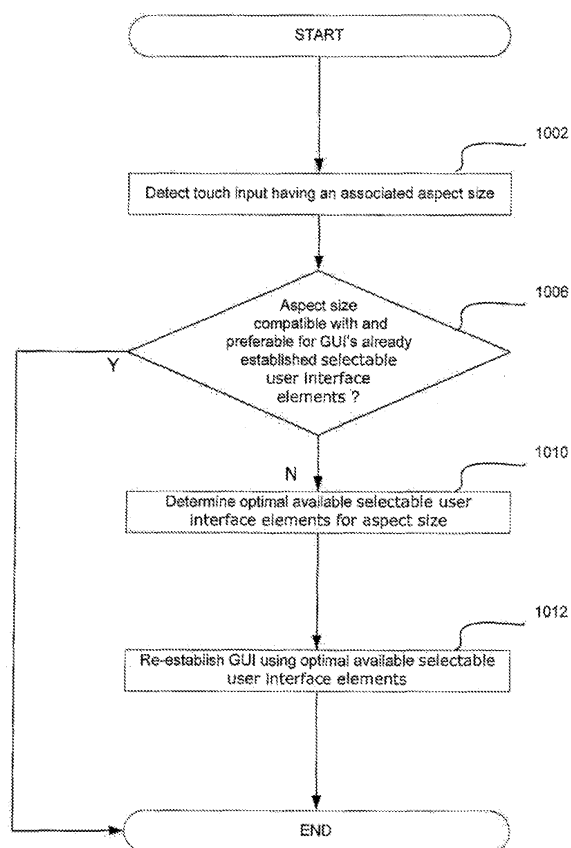 START
1002
Detect touch input having an associated aspect size
1006
Aspect size
compatible with and
preferable for GUI's already
established selectable
user Interface
elements ?
Y
N
1010
Determine optimal available selectable user
interface elements for aspect size
1012
Re-establish GUI using optimal available selectable
user Interface elements
END